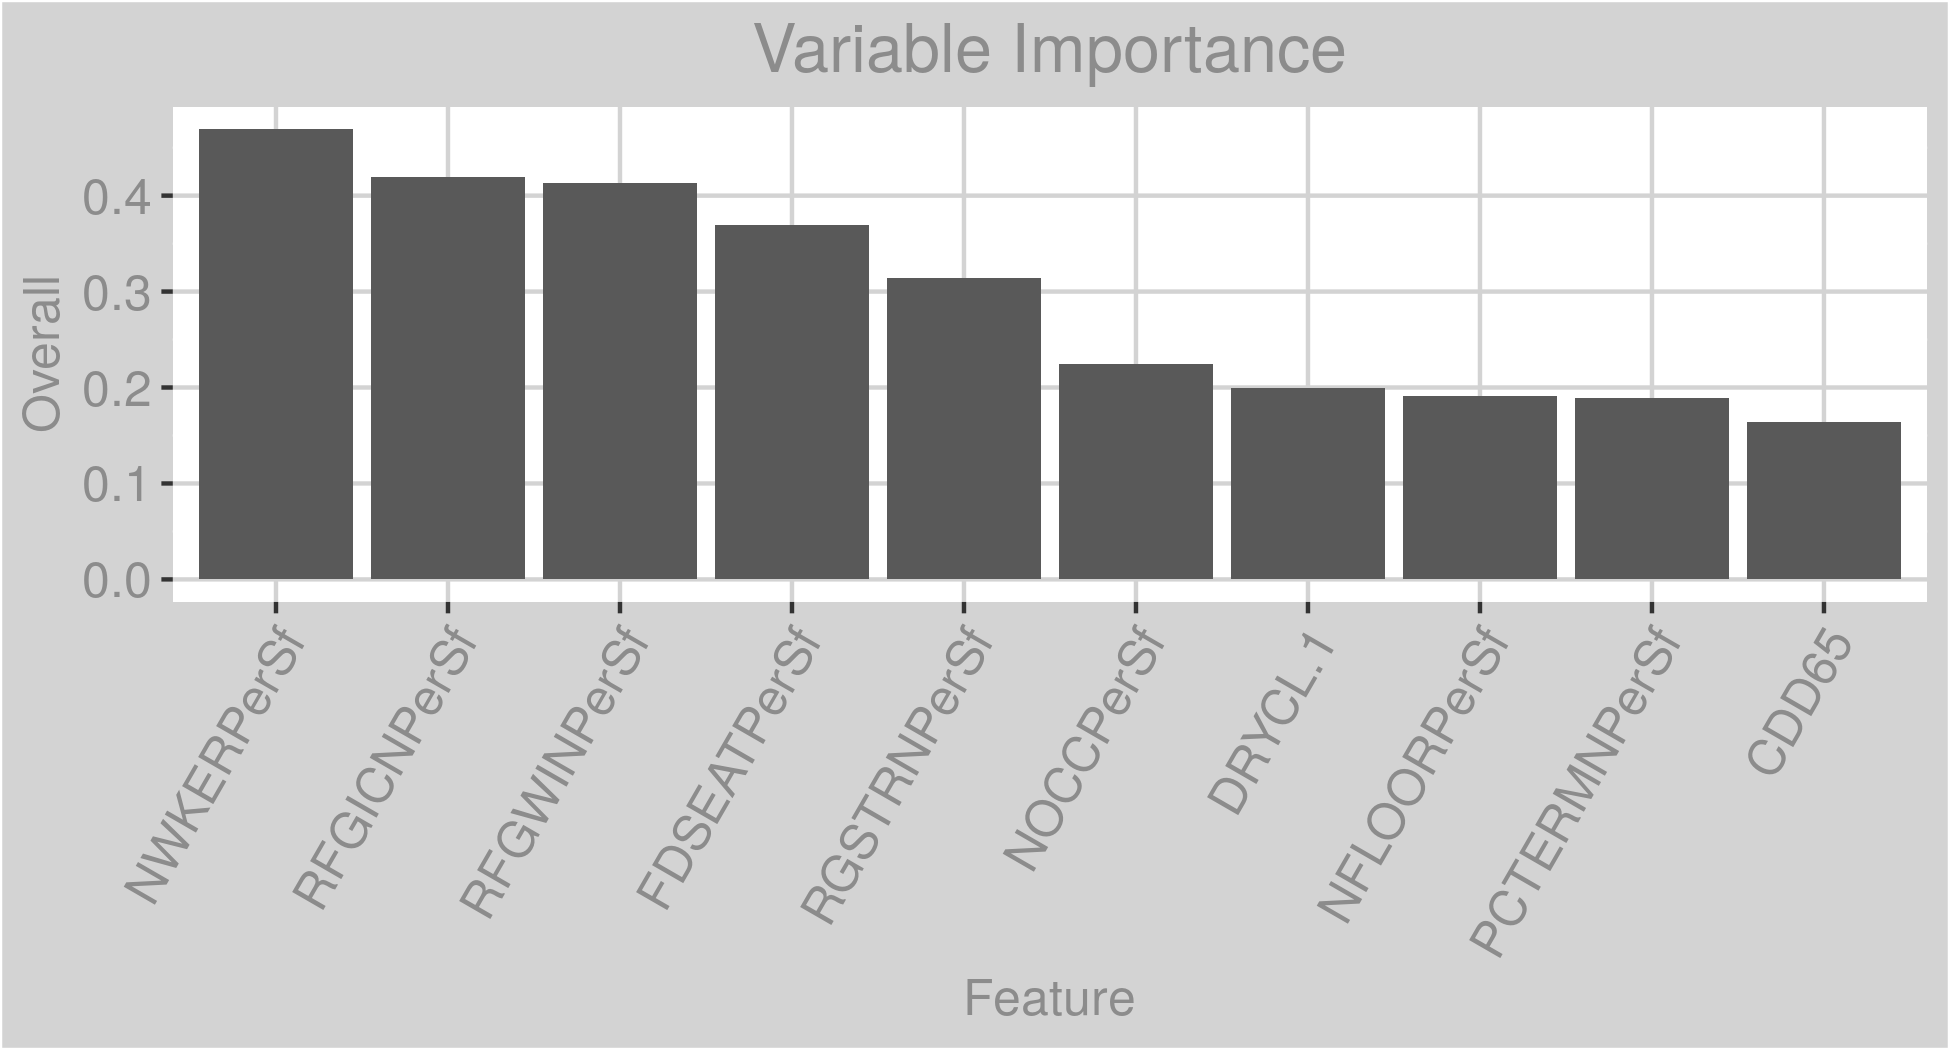 Variable Importance
Overall
0.4
0.3
0.2
0.1
0.0
NWKERPerSf
RFGICNPerSf
RFGWINPerSf
FDSEATPerSf
RGSTRNPerSf
NOCCPerSf
DRYCL.1
NFLOORPerSf
PCTERMNPerSf
CDD65
Feature